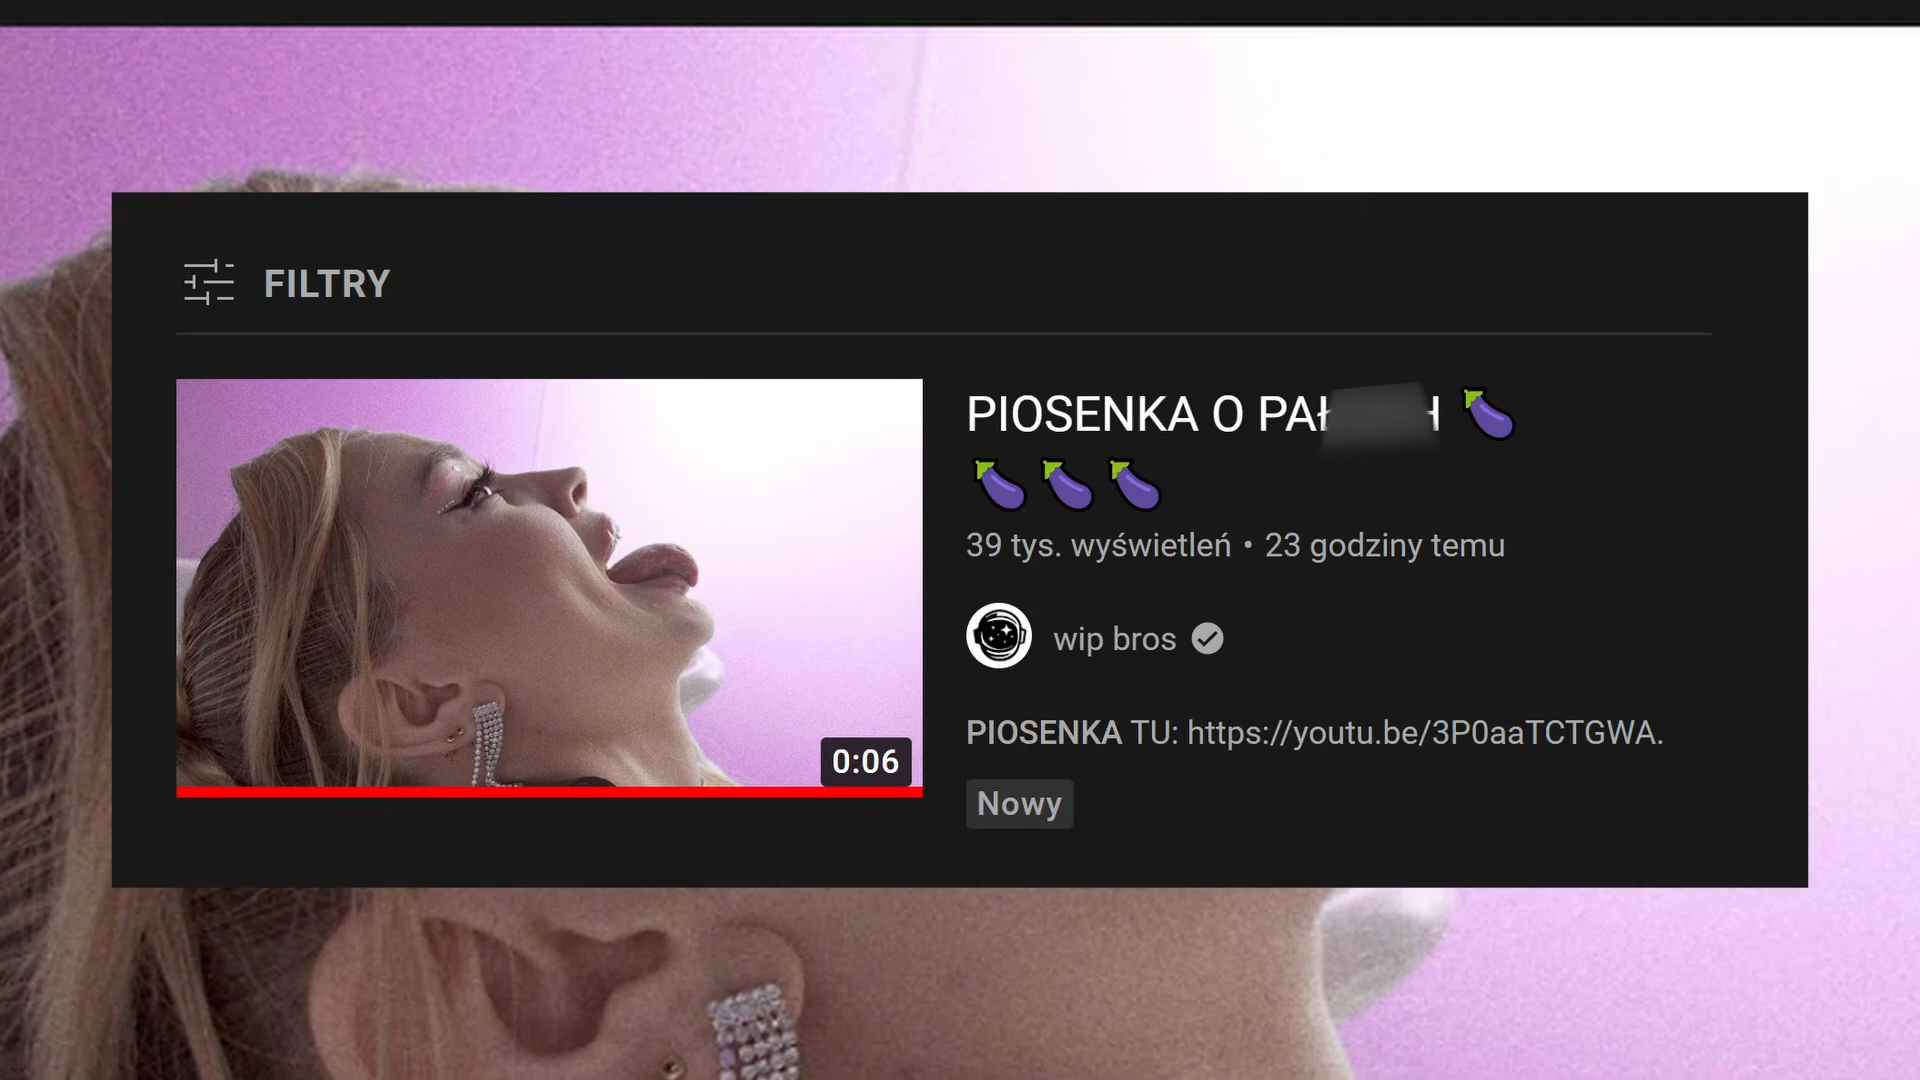 FILTRY
PIOSENKA O 🍆
🍆🍆🍆
39 tys. wyświetleń • 23 godziny temu
wip bros
PIOSENKA TU: https://youtu.be/3P0aaTCTGWA.
Nowy
0:06